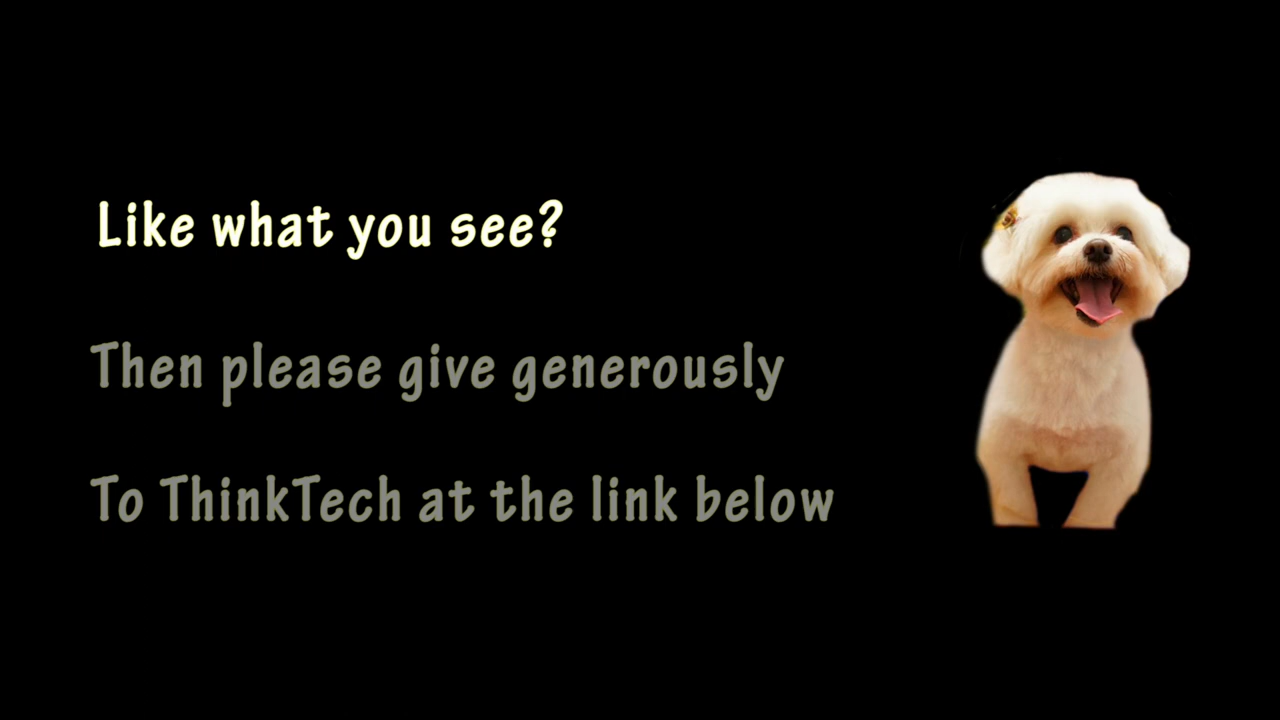 Like what you see?
Then please give generously
To ThinkTech at the link below